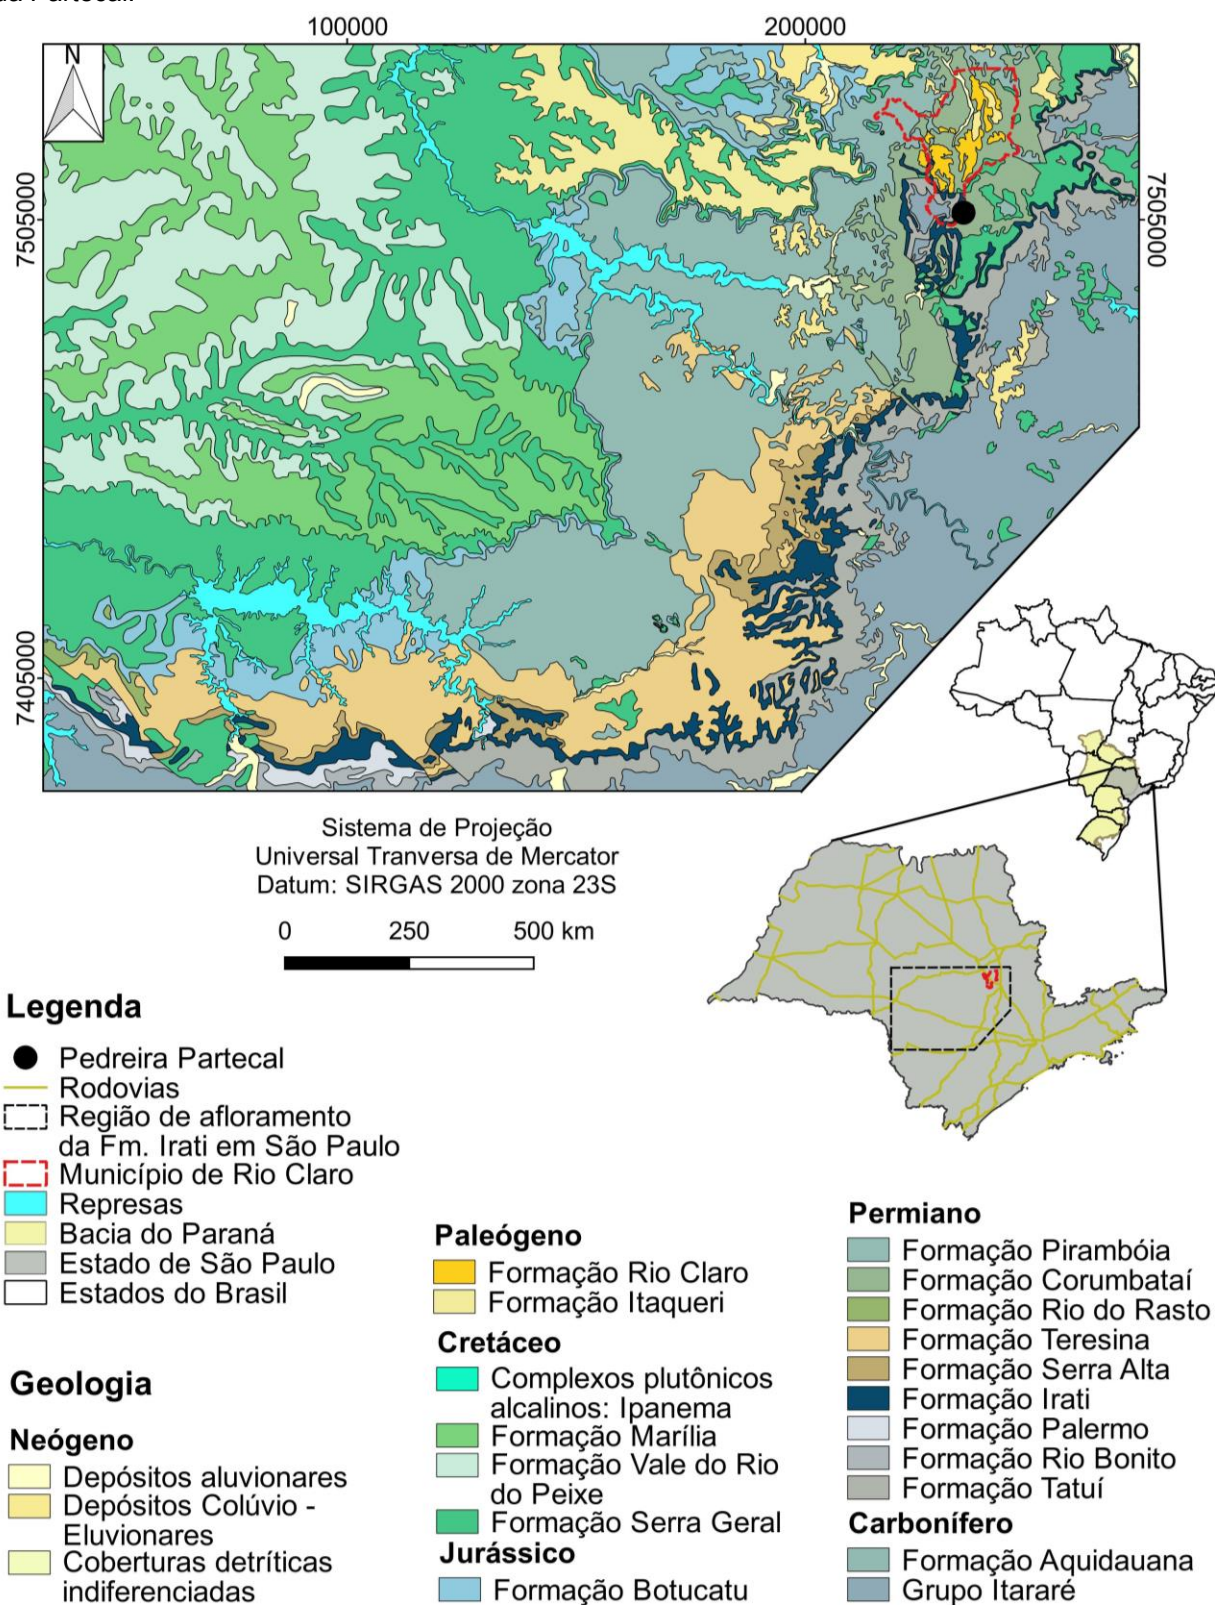 da Partecal.
100000
200000
N
7505000
7505000
7405000
Sistema de Projeção
Universal Tranversa de Mercator
Datum: SIRGAS 2000 zona 23S
0 250 500 km
Legenda
Pedreira Partecal
Rodovias
Região de afloramento
da Fm. Irati em São Paulo
Município de Rio Claro
Represas
Bacia do Paraná
Estado de São Paulo
Estados do Brasil
Geologia
Neógeno
Depósitos aluvionares
Depósitos Colúvio -
Eluvionares
Coberturas detríticas
indiferenciadas
Paleógeno
Formação Rio Claro
Formação Itaqueri
Cretáceo
Complexos plutônicos
alcalinos: Ipanema
Formação Marília
Formação Vale do Rio
do Peixe
Formação Serra Geral
Jurássico
Formação Botucatu
Permiano
Formação Pirambóia
Formação Corumbataí
Formação Rio do Rasto
Formação Teresina
Formação Serra Alta
Formação Irati
Formação Palermo
Formação Rio Bonito
Formação Tatuí
Carbonífero
Formação Aquidauana
Grupo Itararé